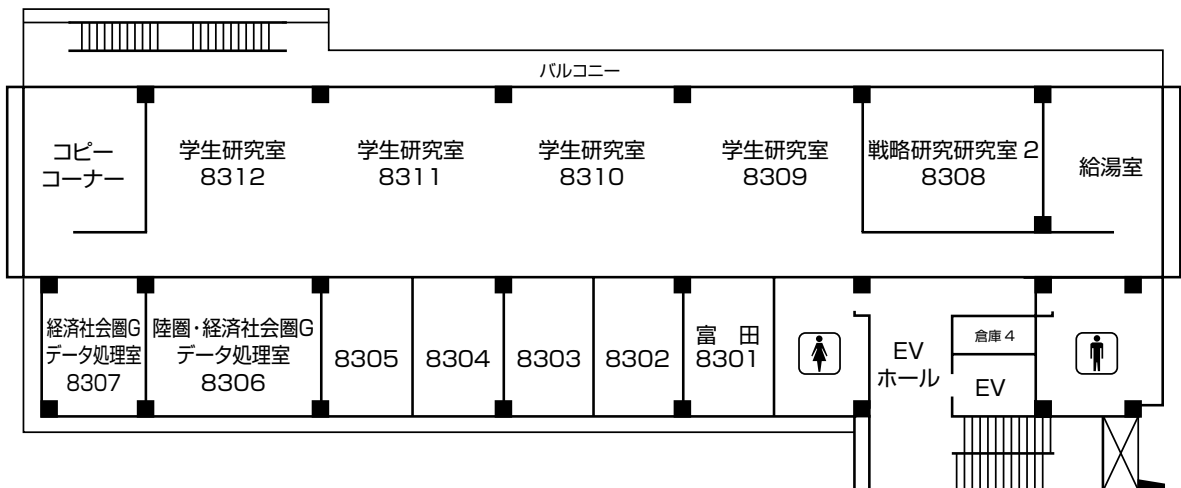 バルコニー
コピー
コーナー
学生研究室
8312
学生研究室
8311
学生研究室
8310
学生研究室
8309
戦略研究研究室 2
8308
給湯室
経済社会圏G
データ処理室
8307
陸圏・経済社会圏G
データ処理室
8306
8305
8304
8303
8302
富　田
8301
EV
ホール
倉庫 4
EV